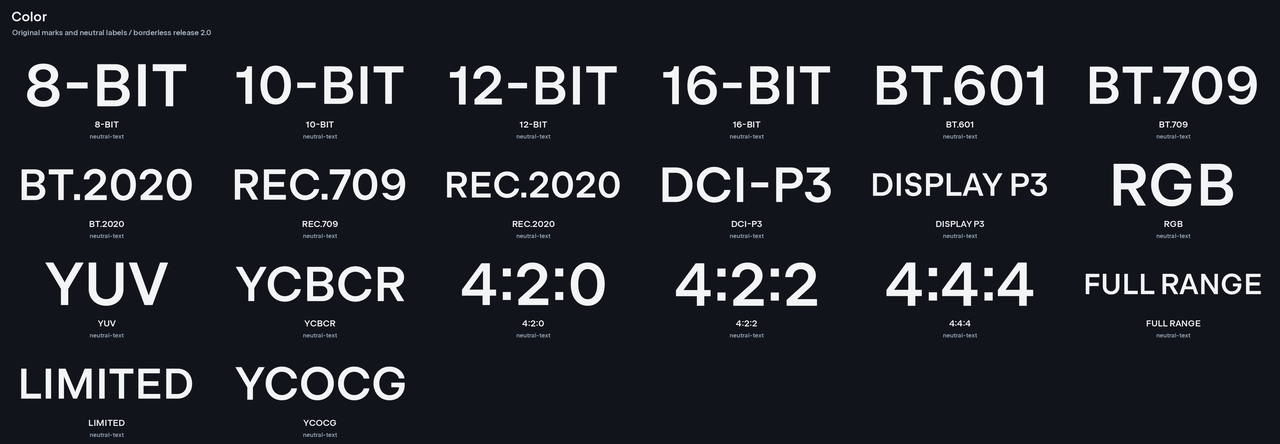 Color
Original marks and neutral labels / borderless release 2.0
8-BIT 10-BIT 12-BIT 16-BIT BT.601 BT.709
8-BIT 10-BIT 12-BIT 16-BIT BT.601 BT.709
neutral-text neutral-text neutral-text neutral-text neutral-text neutral-text
BT.2020 REC.709 REC.2020 DCI-P3 DISPLAY P3 RGB
BT.2020 REC.709 REC.2020 DCI-P3 DISPLAY P3 RGB
neutral-text neutral-text neutral-text neutral-text neutral-text neutral-text
YUV YCBCR 4:2:0 4:2:2 4:4:4 FULL RANGE
YUV YCBCR 4:2:0 4:2:2 4:4:4 FULL RANGE
neutral-text neutral-text neutral-text neutral-text neutral-text neutral-text
LIMITED YCOCG
LIMITED YCOCG
neutral-text neutral-text